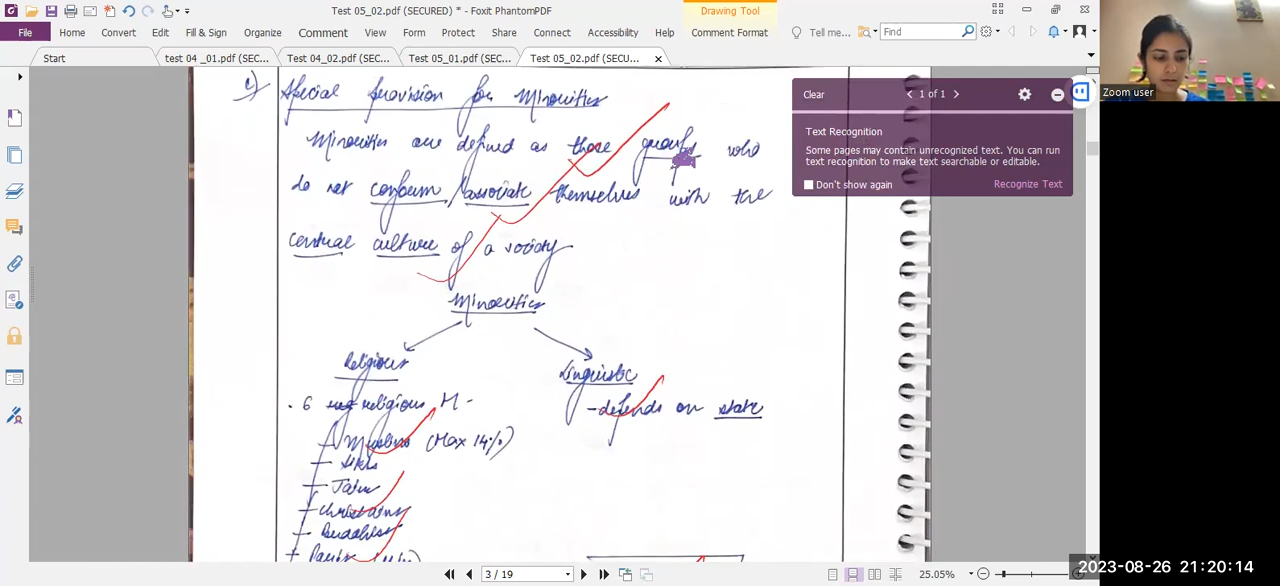 Test 05_02.pdf (SECURED) * - Foxit PhantomPDF
Drawing Tool
File
Home
Convert
Edit
Fill & Sign
Organize
Comment
View
Form
Protect
Share
Connect
Accessibility
Help
Comment Format
Tell me...
Find
Start
test 04 _01.pdf (SEC...
Test 04_02.pdf (SEC...
Test 05_01.pdf (SEC...
Test 05_02.pdf (SECU...
Zoom user
Clear
1 of 1
Text Recognition
Some pages may contain unrecognized text. You can run
text recognition to make text searchable or editable.
Don't show again
Recognize Text
c) Special provision for Minorities
Minorities are defined as those groups who
do not conform / associate themselves with the
central culture of a society
Minorities
Religious
Linguistic
. 6 religious M -
- depends on state
- Muslims (Max 14%)
- Sikhs
- Jains
- Christians
- Buddhist
3 / 19
25.05%
2023-08-26 21:20:14